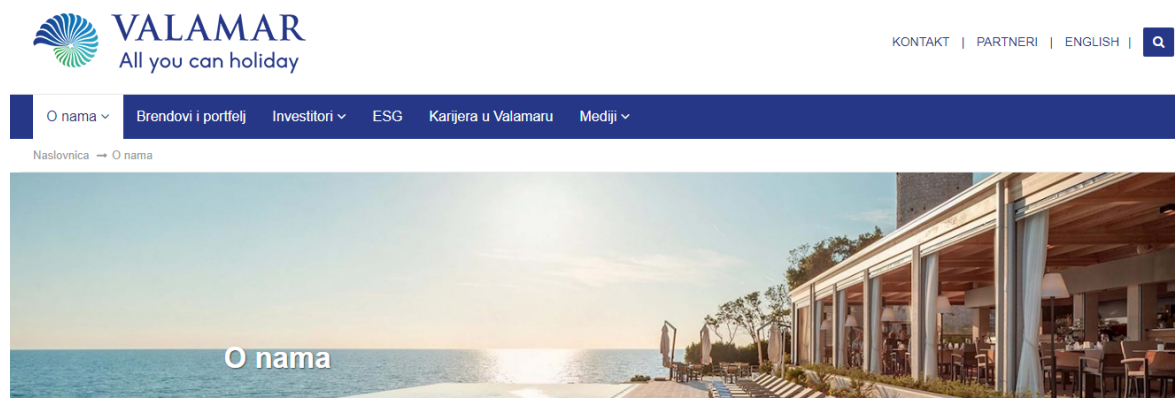 VALAMAR
All you can holiday
KONTAKT | PARTNERI | ENGLISH |
O nama Brendovi i portfelj Investitori ESG Karijera u Valamaru Mediji
Naslovnica → O nama
O nama